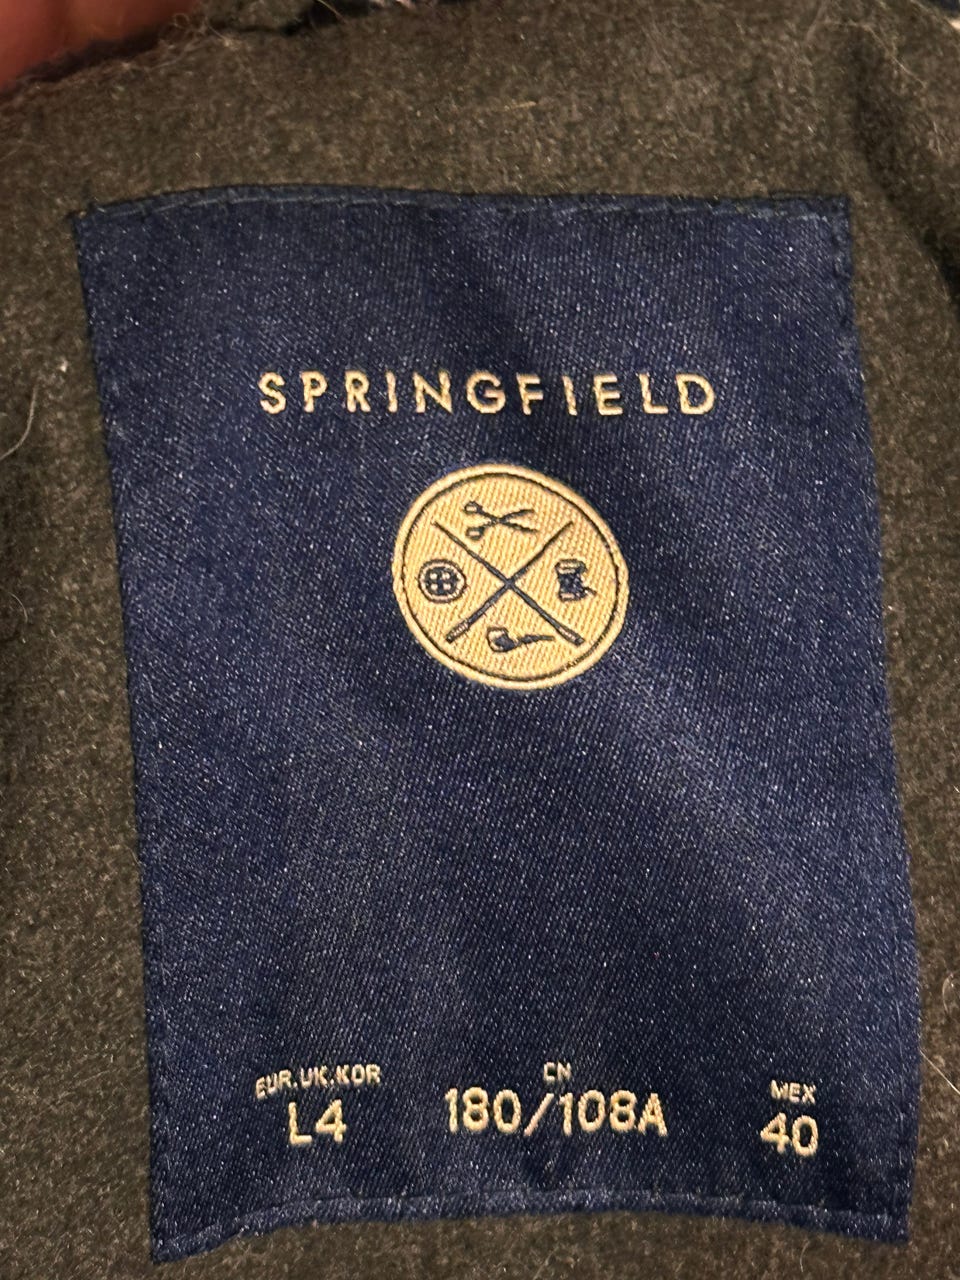 SPRINGFIELD
EUR.UK.KOR CN MEX
L4 180/108A 40